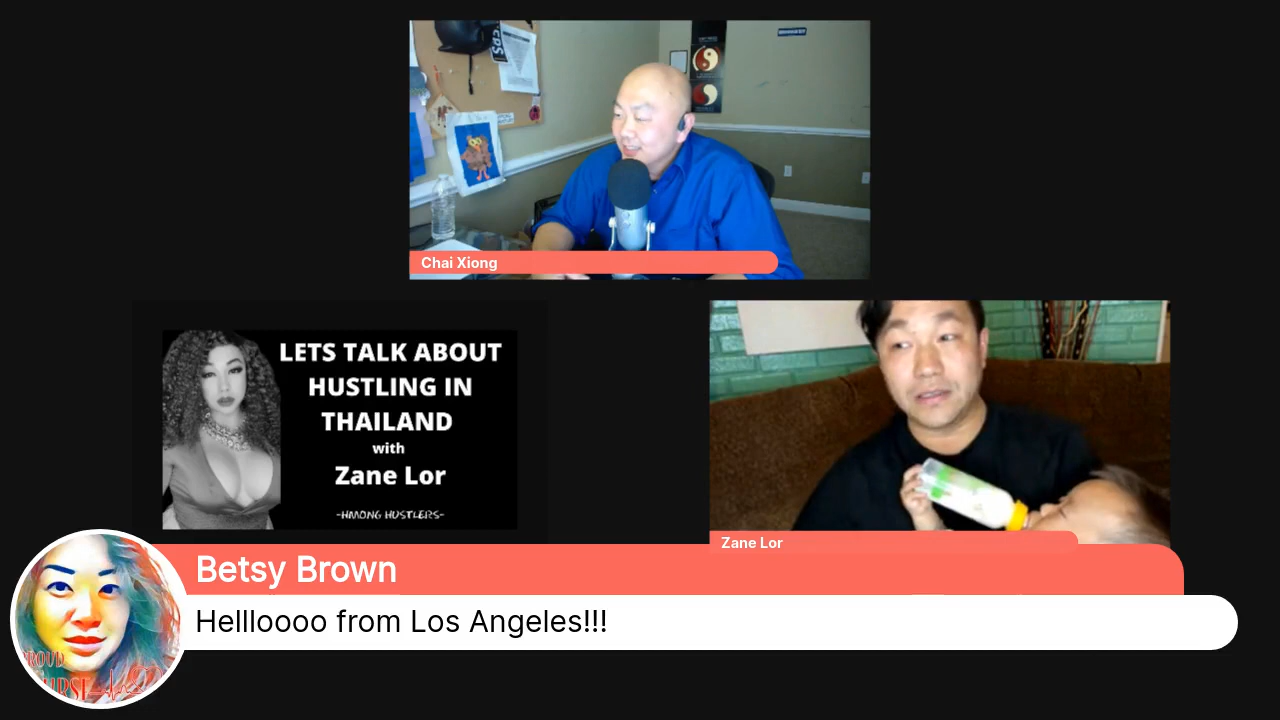 Chai Xiong
LETS TALK ABOUT
HUSTLING IN
THAILAND
with
Zane Lor
-HMONG HUSTLERS-
Zane Lor
Betsy Brown
Hellloooo from Los Angeles!!!